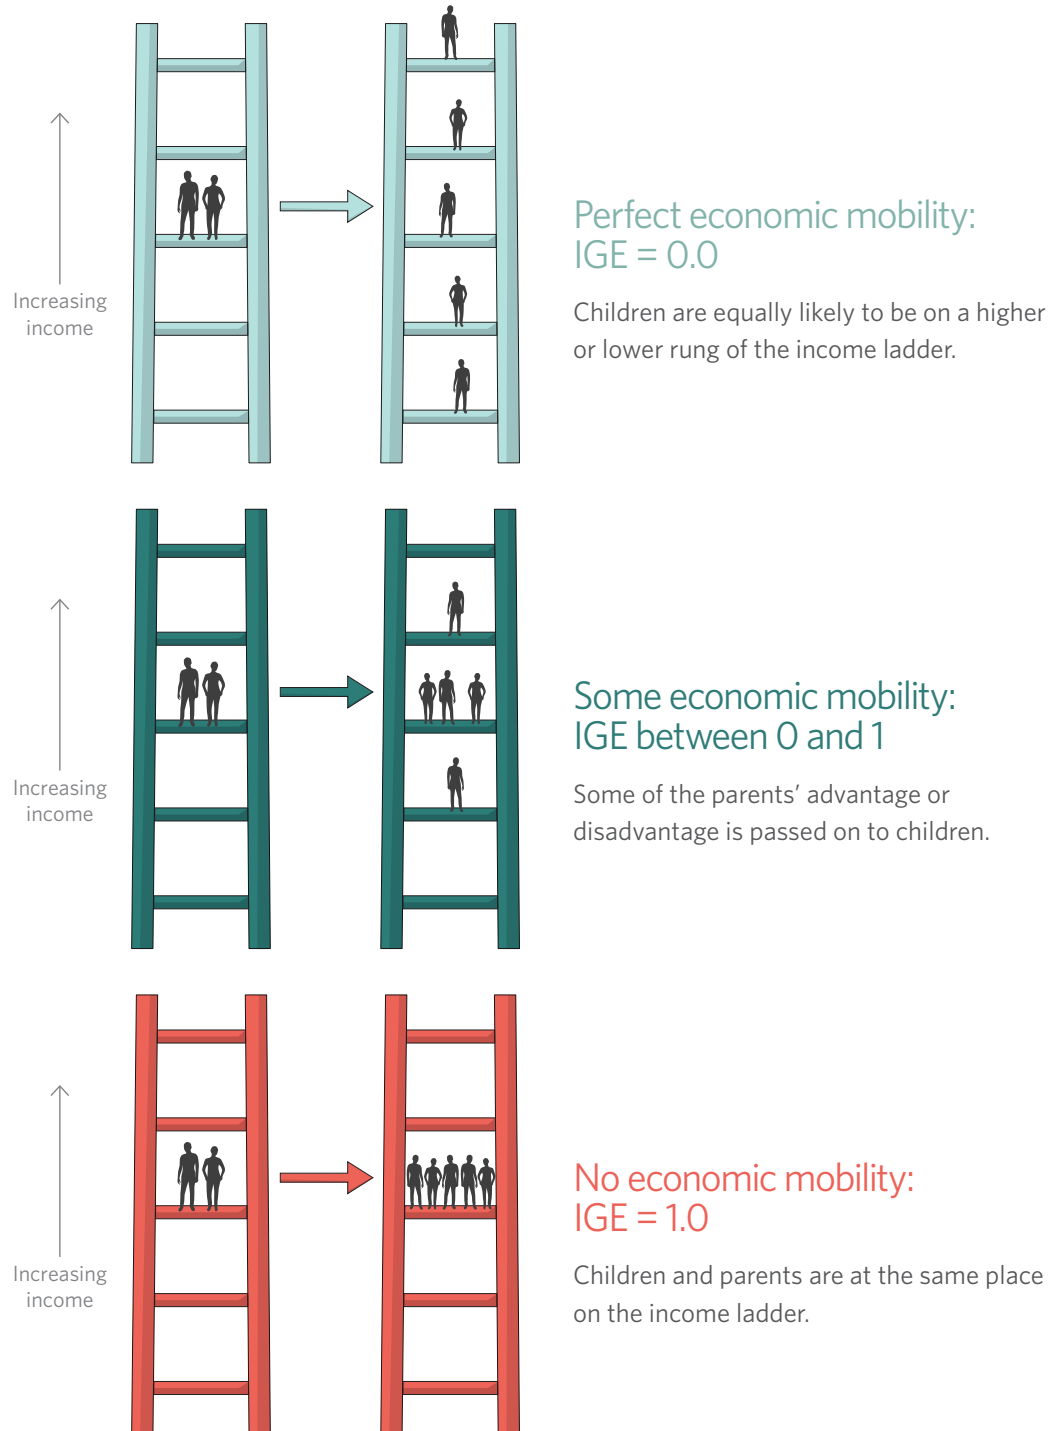 Increasing
income
Perfect economic mobility:
IGE = 0.0
Children are equally likely to be on a higher
or lower rung of the income ladder.
Increasing
income
Some economic mobility:
IGE between 0 and 1
Some of the parents’ advantage or
disadvantage is passed on to children.
Increasing
income
No economic mobility:
IGE = 1.0
Children and parents are at the same place
on the income ladder.